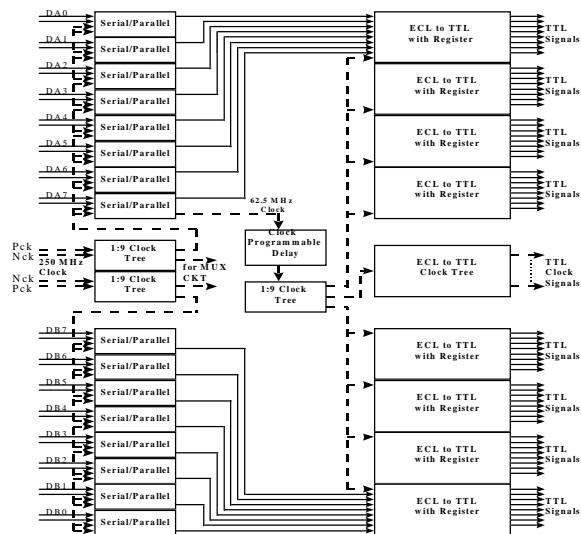 DA0
Serial/Parallel
DA1
Serial/Parallel
DA2
Serial/Parallel
DA3
Serial/Parallel
DA4
Serial/Parallel
DA5
Serial/Parallel
DA6
Serial/Parallel
DA7
Serial/Parallel
ECL to TTL
with Register
TTL
Signals
ECL to TTL
with Register
TTL
Signals
ECL to TTL
with Register
TTL
Signals
ECL to TTL
with Register
TTL
Signals
62.5 MHz
Clock
Clock
Programmable
Delay
Pck
Nck
250 MHz
Clock
Nck
Pck
1:9 Clock
Tree
1:9 Clock
Tree
for MUX
CKT
1:9 Clock
Tree
ECL to TTL
Clock Tree
TTL
Clock
Signals
DB7
Serial/Parallel
DB6
Serial/Parallel
DB5
Serial/Parallel
DB4
Serial/Parallel
DB3
Serial/Parallel
DB2
Serial/Parallel
DB1
Serial/Parallel
DB0
Serial/Parallel
ECL to TTL
with Register
TTL
Signals
ECL to TTL
with Register
TTL
Signals
ECL to TTL
with Register
TTL
Signals
ECL to TTL
with Register
TTL
Signals